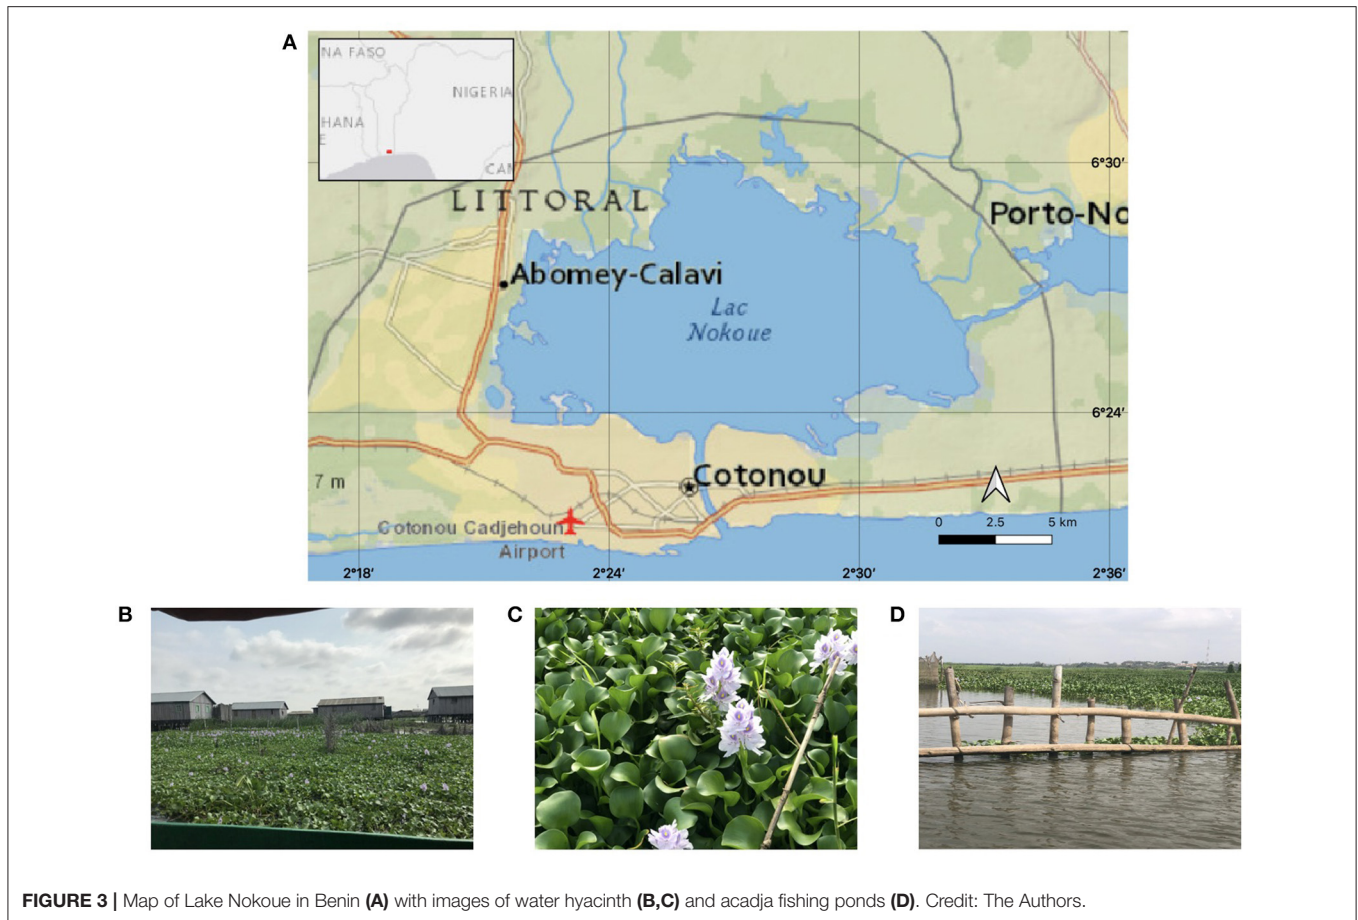 A
NA FASO
NIGERIA
HANA
E
CAN
6°30′
LITTORAL
Porto-No
Abomey-Calavi
Lac
Nokoue
6°24′
Cotonou
7 m
Cotonou Cadjehoun
Airport
0 2.5 5 km
2°18′ 2°24′ 2°30′ 2°36′
B C D
FIGURE 3 | Map of Lake Nokoue in Benin (A) with images of water hyacinth (B,C) and acadja fishing ponds (D). Credit: The Authors.